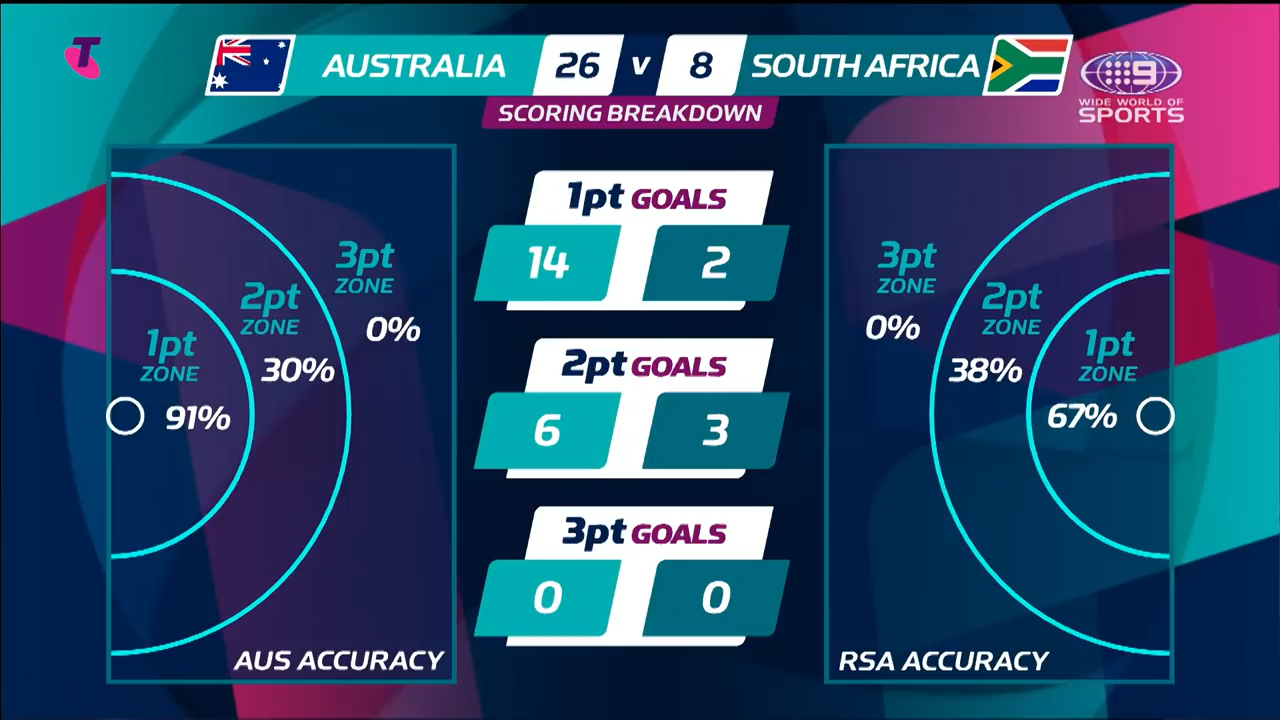 T
AUSTRALIA 26 v 8 SOUTH AFRICA
9
WIDE WORLD OF
SPORTS
SCORING BREAKDOWN
1pt
ZONE
91%
2pt
ZONE
30%
3pt
ZONE
0%
AUS ACCURACY
1pt GOALS
14 2
2pt GOALS
6 3
3pt GOALS
0 0
3pt
ZONE
0%
2pt
ZONE
38%
1pt
ZONE
67%
RSA ACCURACY